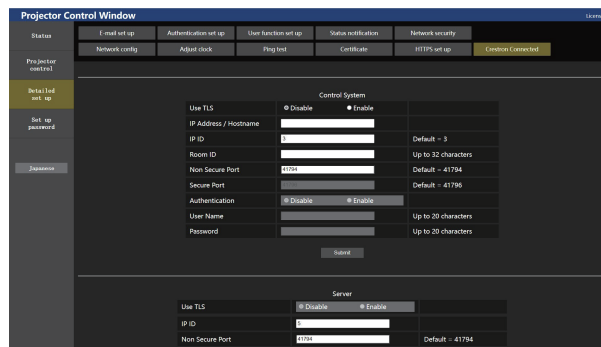 Projector Control Window
Licens
Status
E-mail set up
Authentication set up
User function set up
Status notification
Network security
Network config
Adjust clock
Ping test
Certificate
HTTPS set up
Crestron Connected
Projector
control
Detailed
set up
Set up
password
Japanese
Control System
Use TLS Disable Enable
IP Address / Hostname
IP ID 3 Default = 3
Room ID Up to 32 characters
Non Secure Port 41794 Default = 41794
Secure Port Default = 41796
Authentication Disable Enable
User Name Up to 20 characters
Password Up to 20 characters
Submit
Server
Use TLS Disable Enable
IP ID 5
Non Secure Port 41794 Default = 41794